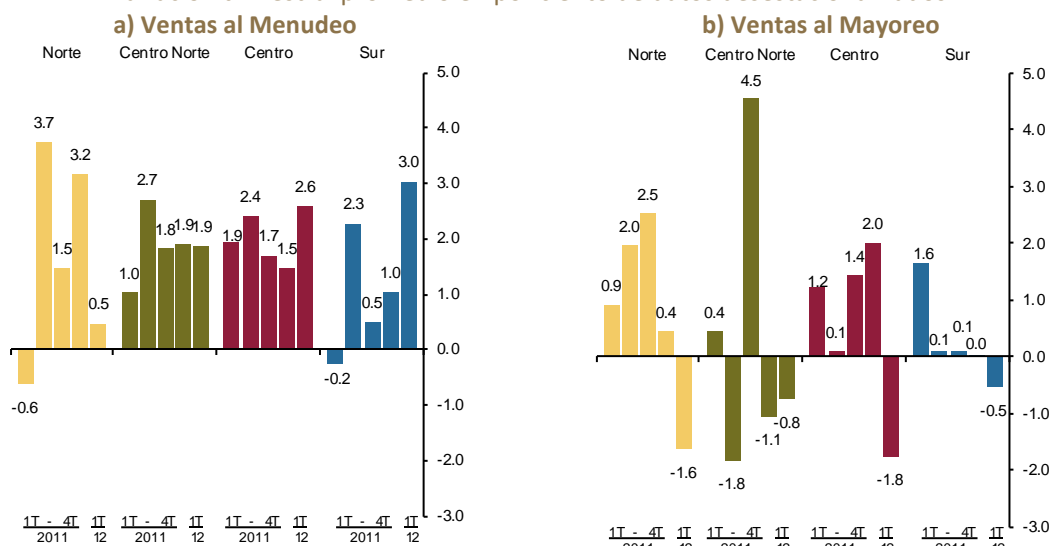 a) Ventas al Menudeo
Norte Centro Norte Centro Sur
5.0
4.0
3.0
2.0
1.0
0.0
-1.0
-2.0
-3.0
-0.6 3.7 1.5 3.2 0.5
1.0 2.7 1.8 1.9 1.9
1.9 2.4 1.7 1.5 2.6
-0.2 2.3 0.5 1.0 3.0
1T - 4T 1T 1T - 4T 1T 1T - 4T 1T 1T - 4T 1T
2011 12 2011 12 2011 12 2011 12
b) Ventas al Mayoreo
Norte Centro Norte Centro Sur
5.0
4.0
3.0
2.0
1.0
0.0
-1.0
-2.0
-3.0
0.9 2.0 2.5 0.4 -1.6
0.4 -1.8 4.5 -1.1 -0.8
1.2 0.1 1.4 2.0 -1.8
1.6 0.1 0.1 0.0 -0.5
1T - 4T 1T 1T - 4T 1T 1T - 4T 1T 1T - 4T 1T
2011 12 2011 12 2011 12 2011 12